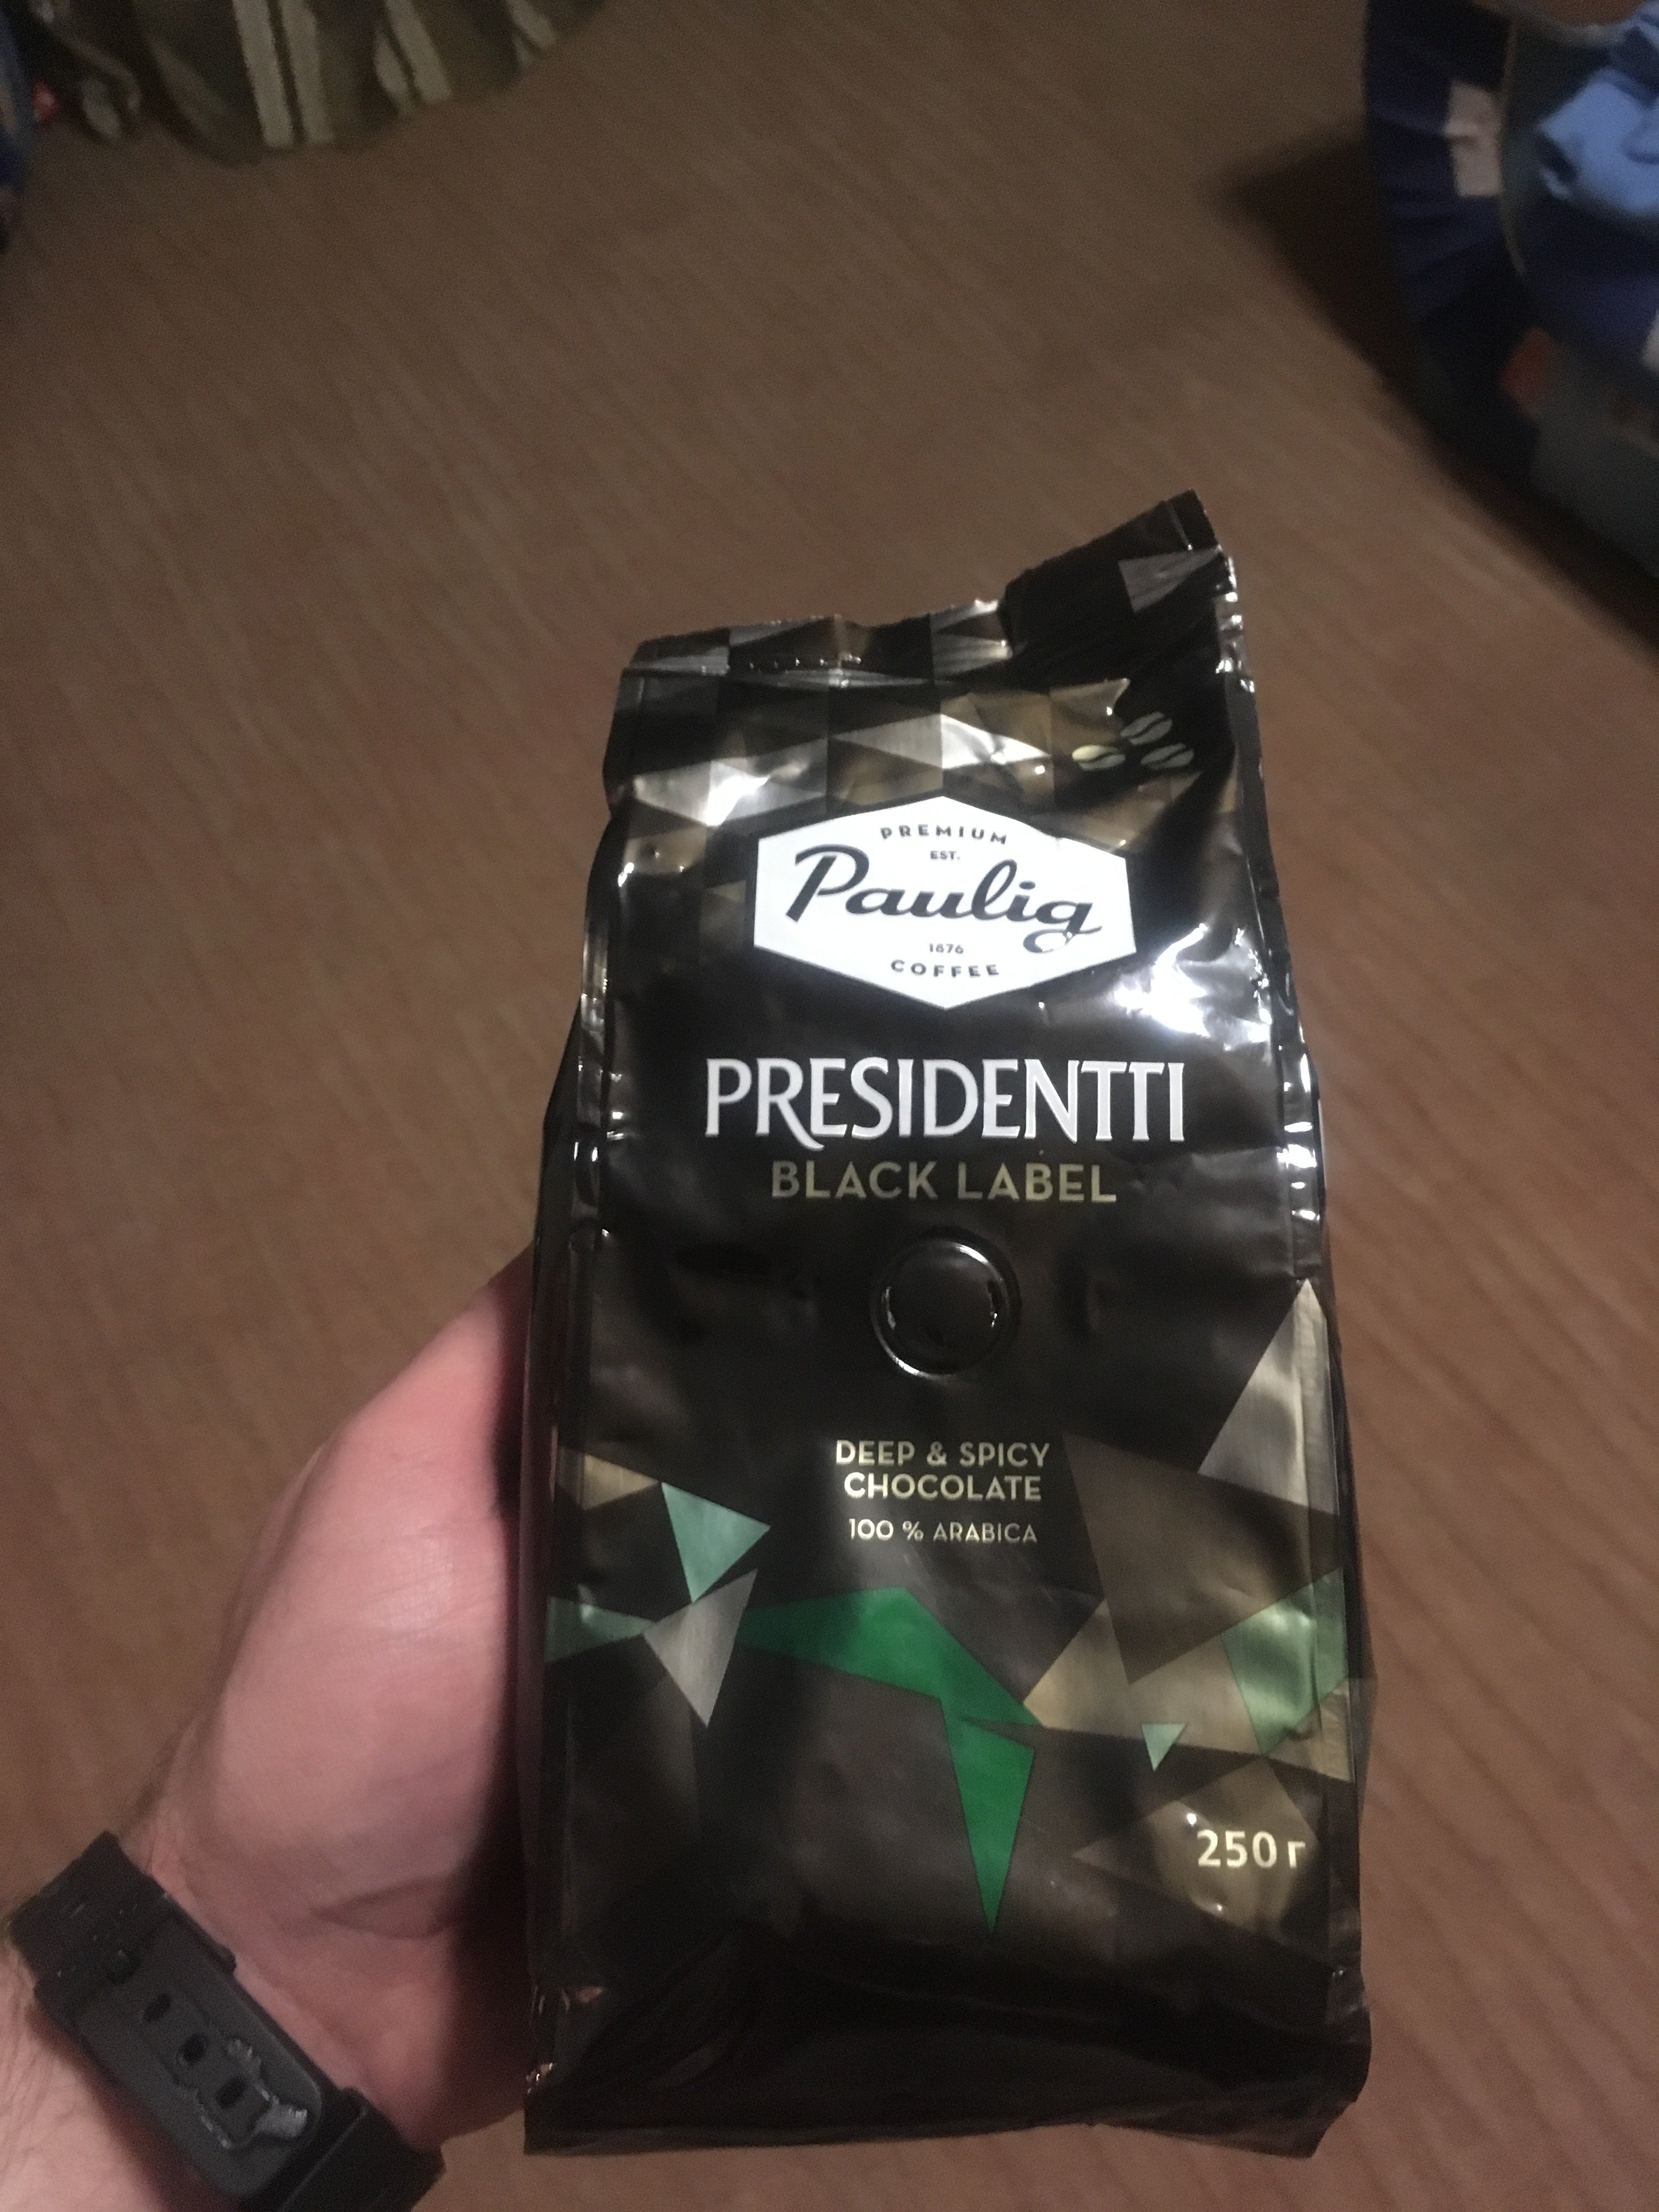 PREMIUM
EST.
Paulig
1876
COFFEE
PRESIDENTTI
BLACK LABEL
DEEP & SPICY
CHOCOLATE
100 % ARABICA
250 г